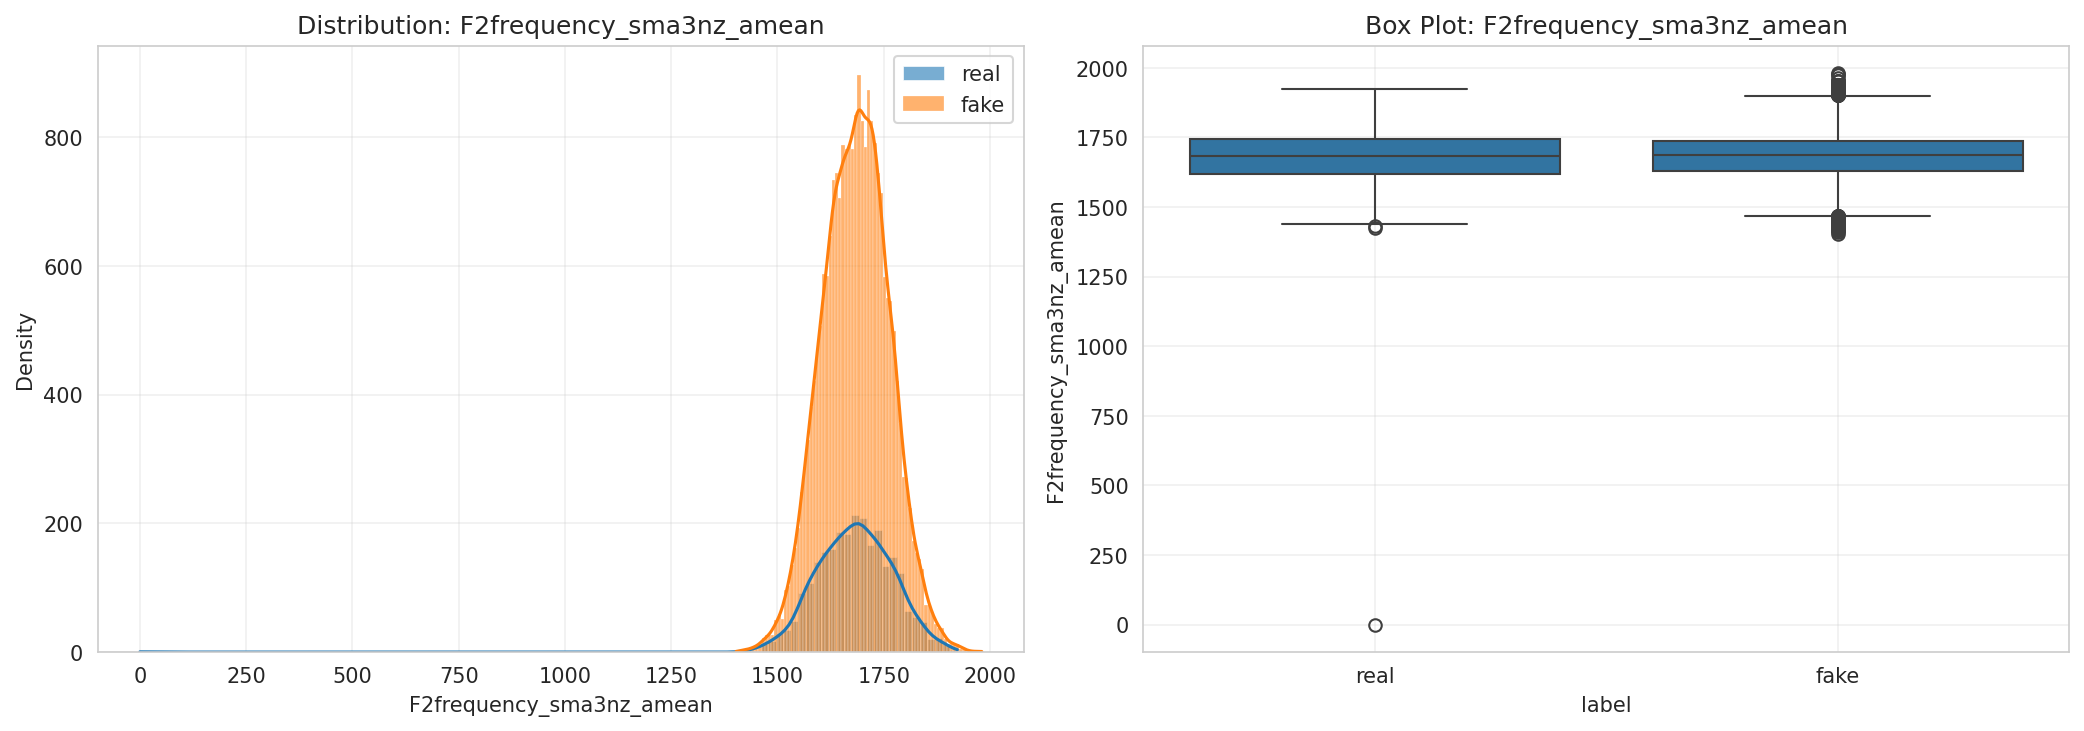 Distribution: F2frequency_sma3nz_amean
real
fake
Density
800
600
400
200
0
0 250 500 750 1000 1250 1500 1750 2000
F2frequency_sma3nz_amean
Box Plot: F2frequency_sma3nz_amean
F2frequency_sma3nz_amean
2000
1750
1500
1250
1000
750
500
250
0
real fake
label